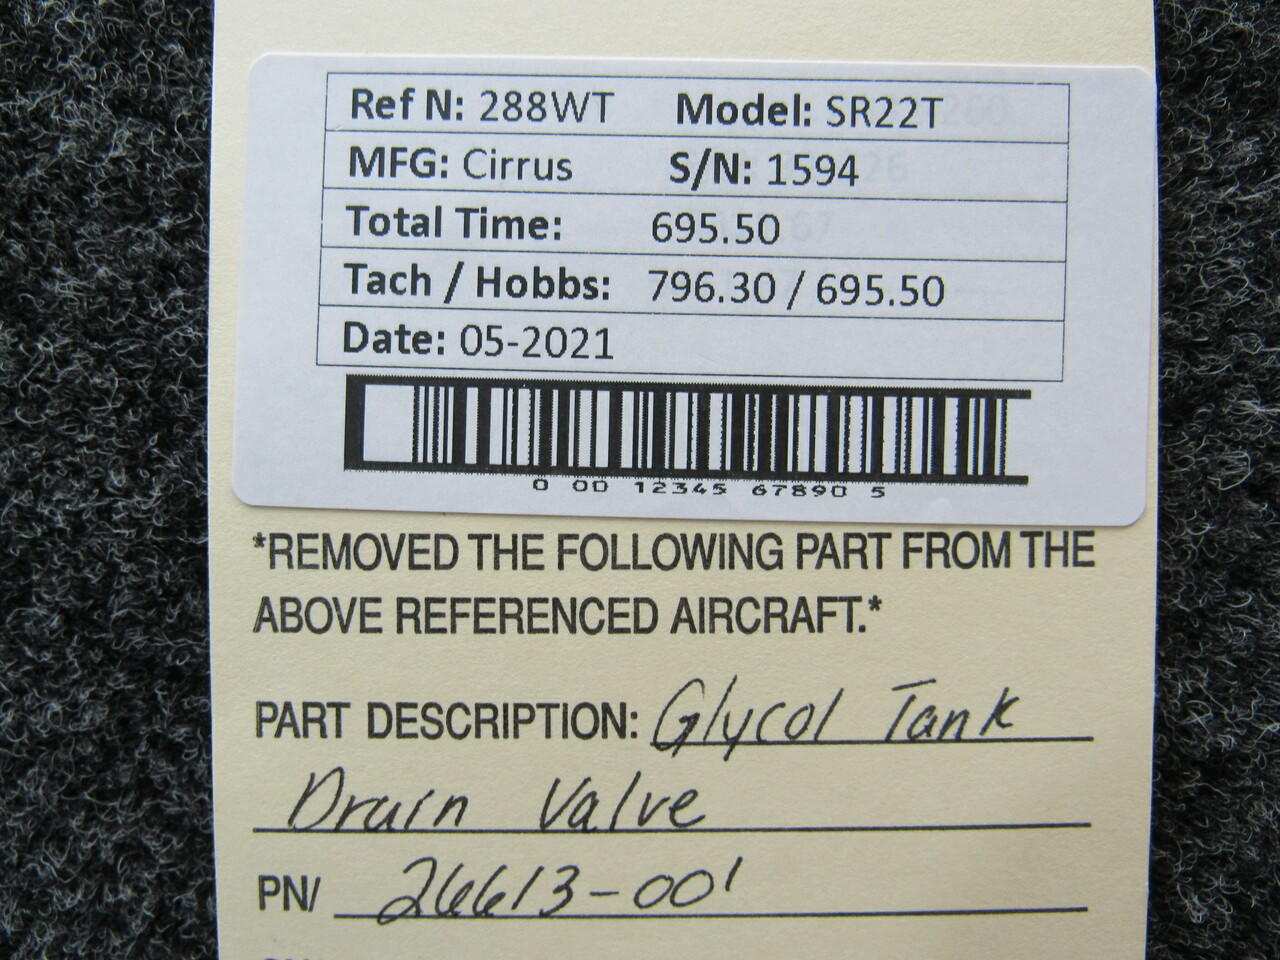 Ref N: 288WT Model: SR22T
MFG: Cirrus S/N: 1594
Total Time: 695.50
Tach / Hobbs: 796.30 / 695.50
Date: 05-2021
0 00 12345 67890 5
*REMOVED THE FOLLOWING PART FROM THE
ABOVE REFERENCED AIRCRAFT.*
PART DESCRIPTION: Glycol Tank
Drain Valve
PN/ 26613-001